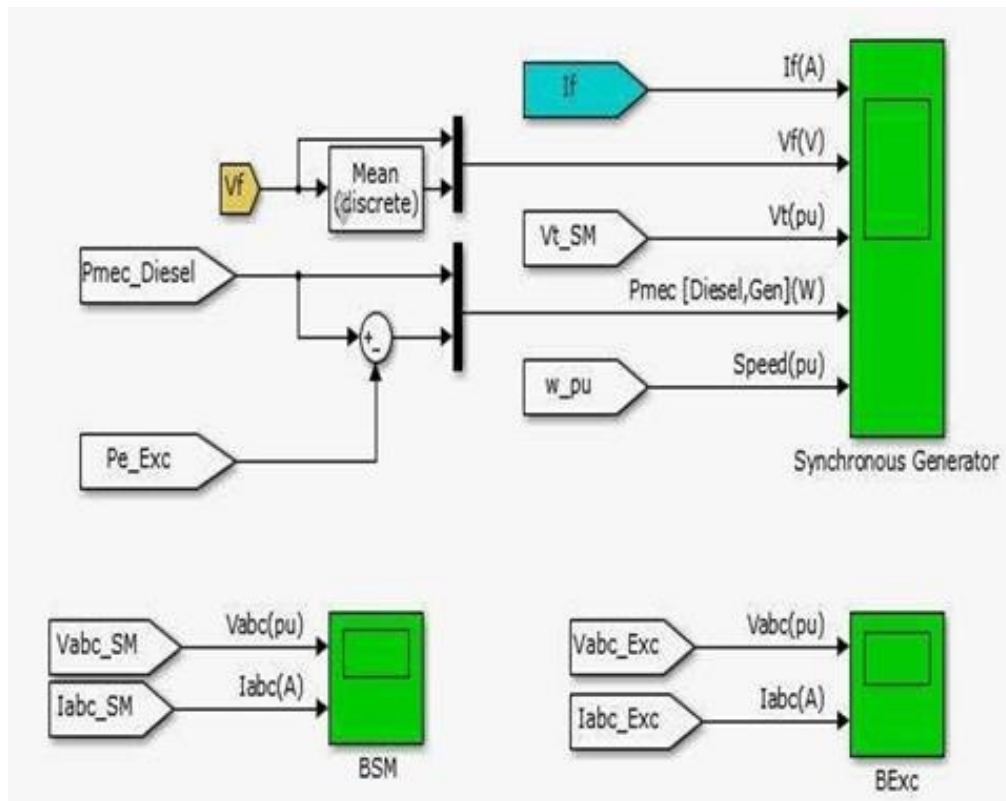 If
If(A)
Vf
Mean
(discrete)
Vf(V)
Vt_SM
Vt(pu)
Pmec_Diesel
Pmec [Diesel,Gen](W)
+
-
w_pu
Speed(pu)
Pe_Exc
Synchronous Generator
Vabc_SM
Vabc(pu)
Iabc_SM
Iabc(A)
BSM
Vabc_Exc
Vabc(pu)
Iabc_Exc
Iabc(A)
BExc